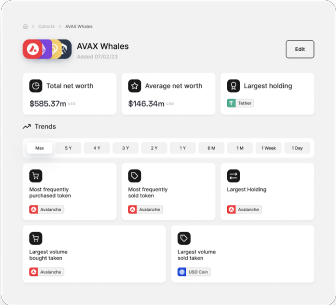 Cohorts > AVAX Whales
AVAX Whales
Added 07/02/23
Edit
Total net worth
$585.37m USD
Average net worth
$146.34m USD
Largest holding
Tether
Trends
Max 5 Y 4 Y 3 Y 2 Y 1 Y 6 M 1 M 1 Week 1 Day
Most frequently
purchased token
Avalanche
Most frequently
sold token
Avalanche
Largest Holding
Avalanche
Largest volume
bought taken
Avalanche
Largest volume
sold taken
USD Coin